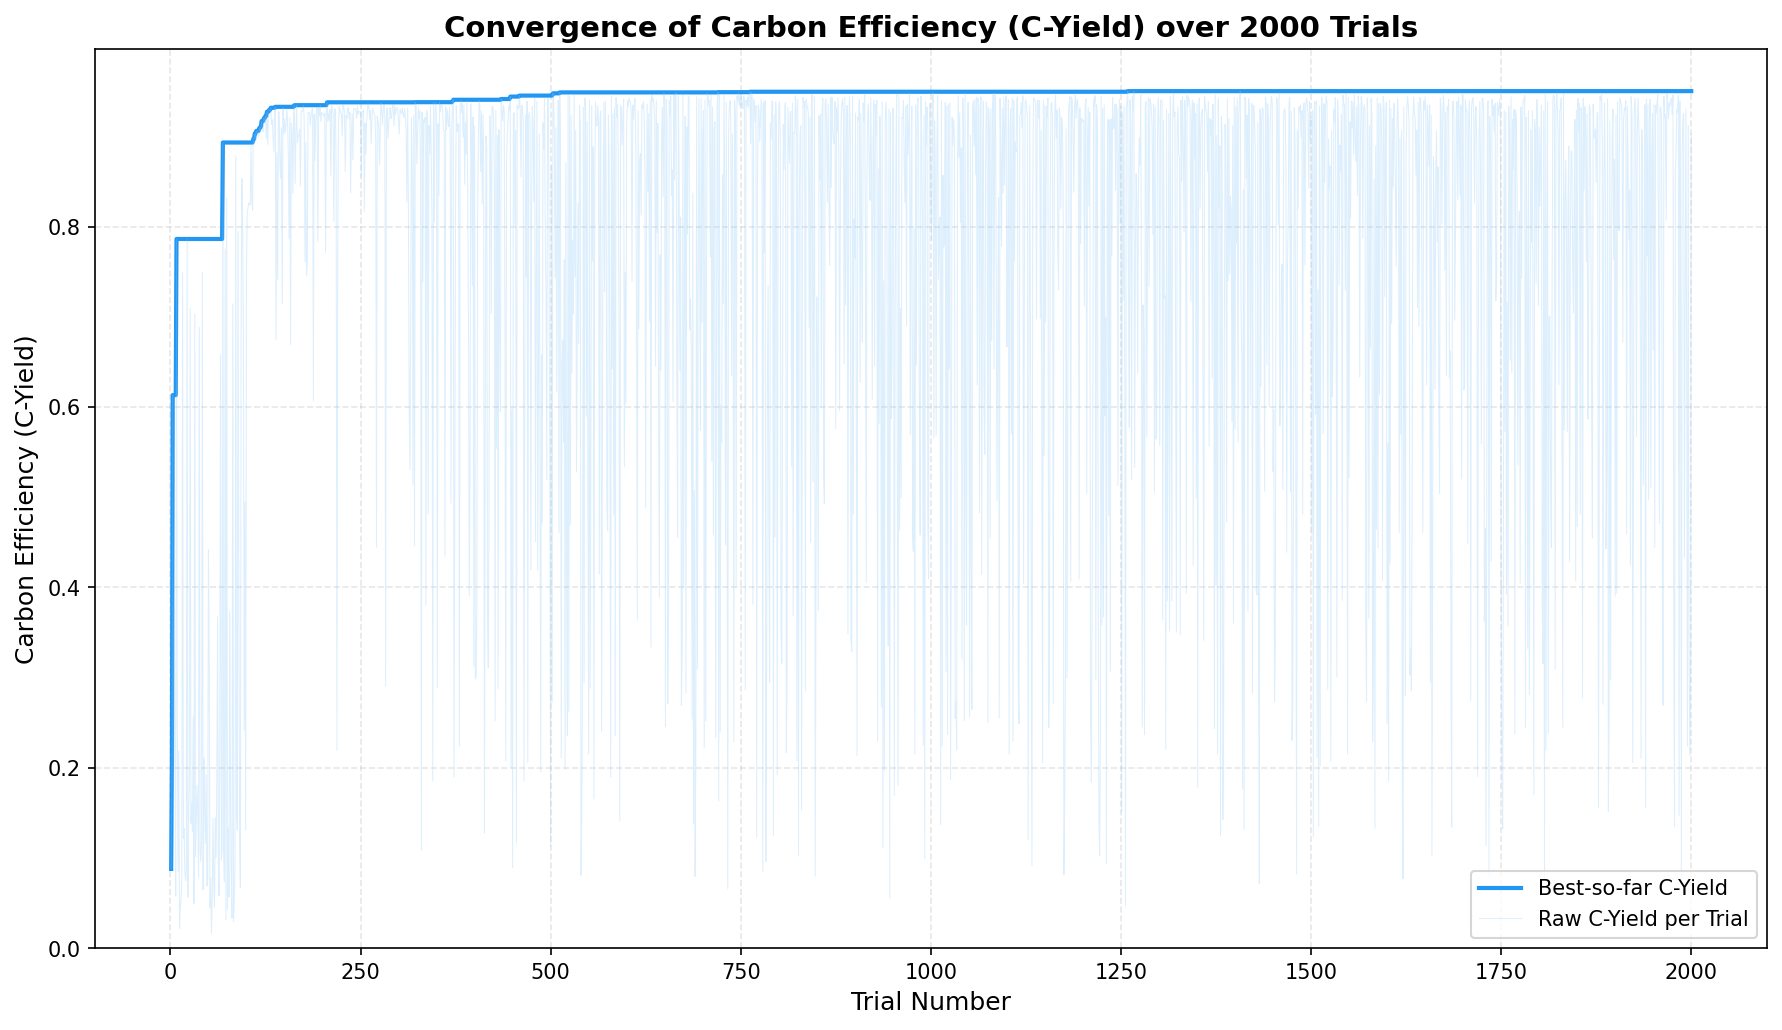 Convergence of Carbon Efficiency (C-Yield) over 2000 Trials
Carbon Efficiency (C-Yield)
0.8
0.6
0.4
0.2
0.0
0 250 500 750 1000 1250 1500 1750 2000
Trial Number
Best-so-far C-Yield
Raw C-Yield per Trial